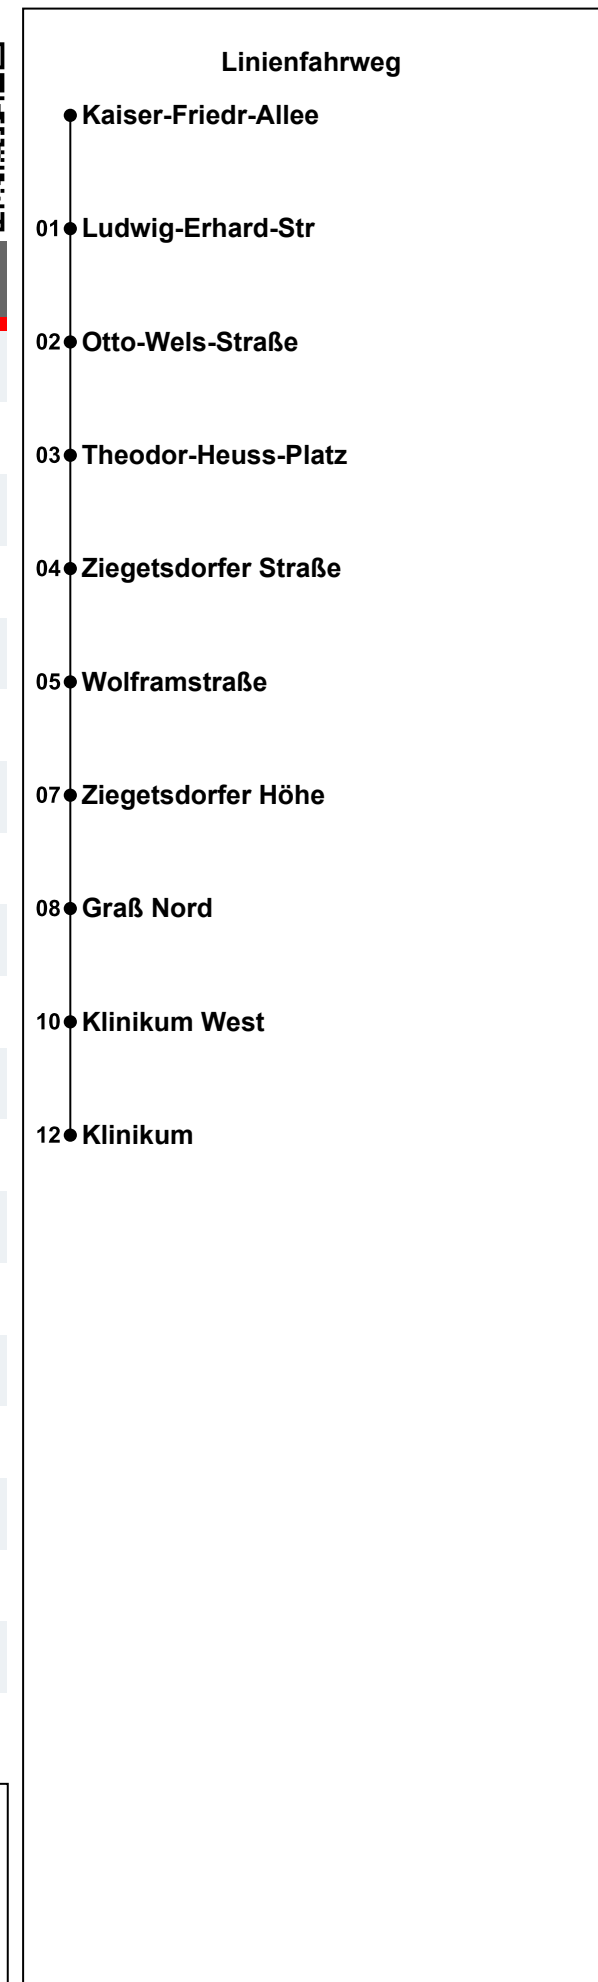 Linienfahrweg
Kaiser-Friedr-Allee
01 Ludwig-Erhard-Str
02 Otto-Wels-Straße
03 Theodor-Heuss-Platz
04 Ziegetsdorfer Straße
05 Wolframstraße
07 Ziegetsdorfer Höhe
08 Graß Nord
10 Klinikum West
12 Klinikum